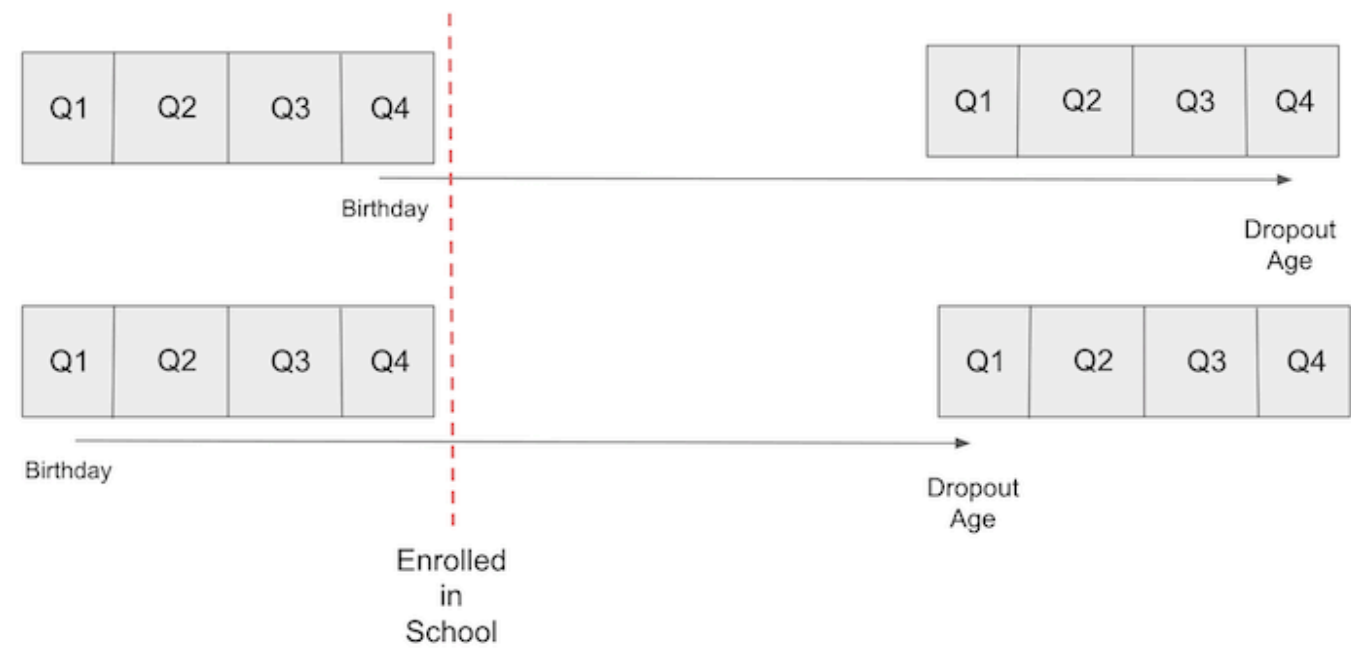 Q1 Q2 Q3 Q4
Q1 Q2 Q3 Q4
Birthday
Dropout
Age
Q1 Q2 Q3 Q4
Q1 Q2 Q3 Q4
Birthday
Dropout
Age
Enrolled
in
School